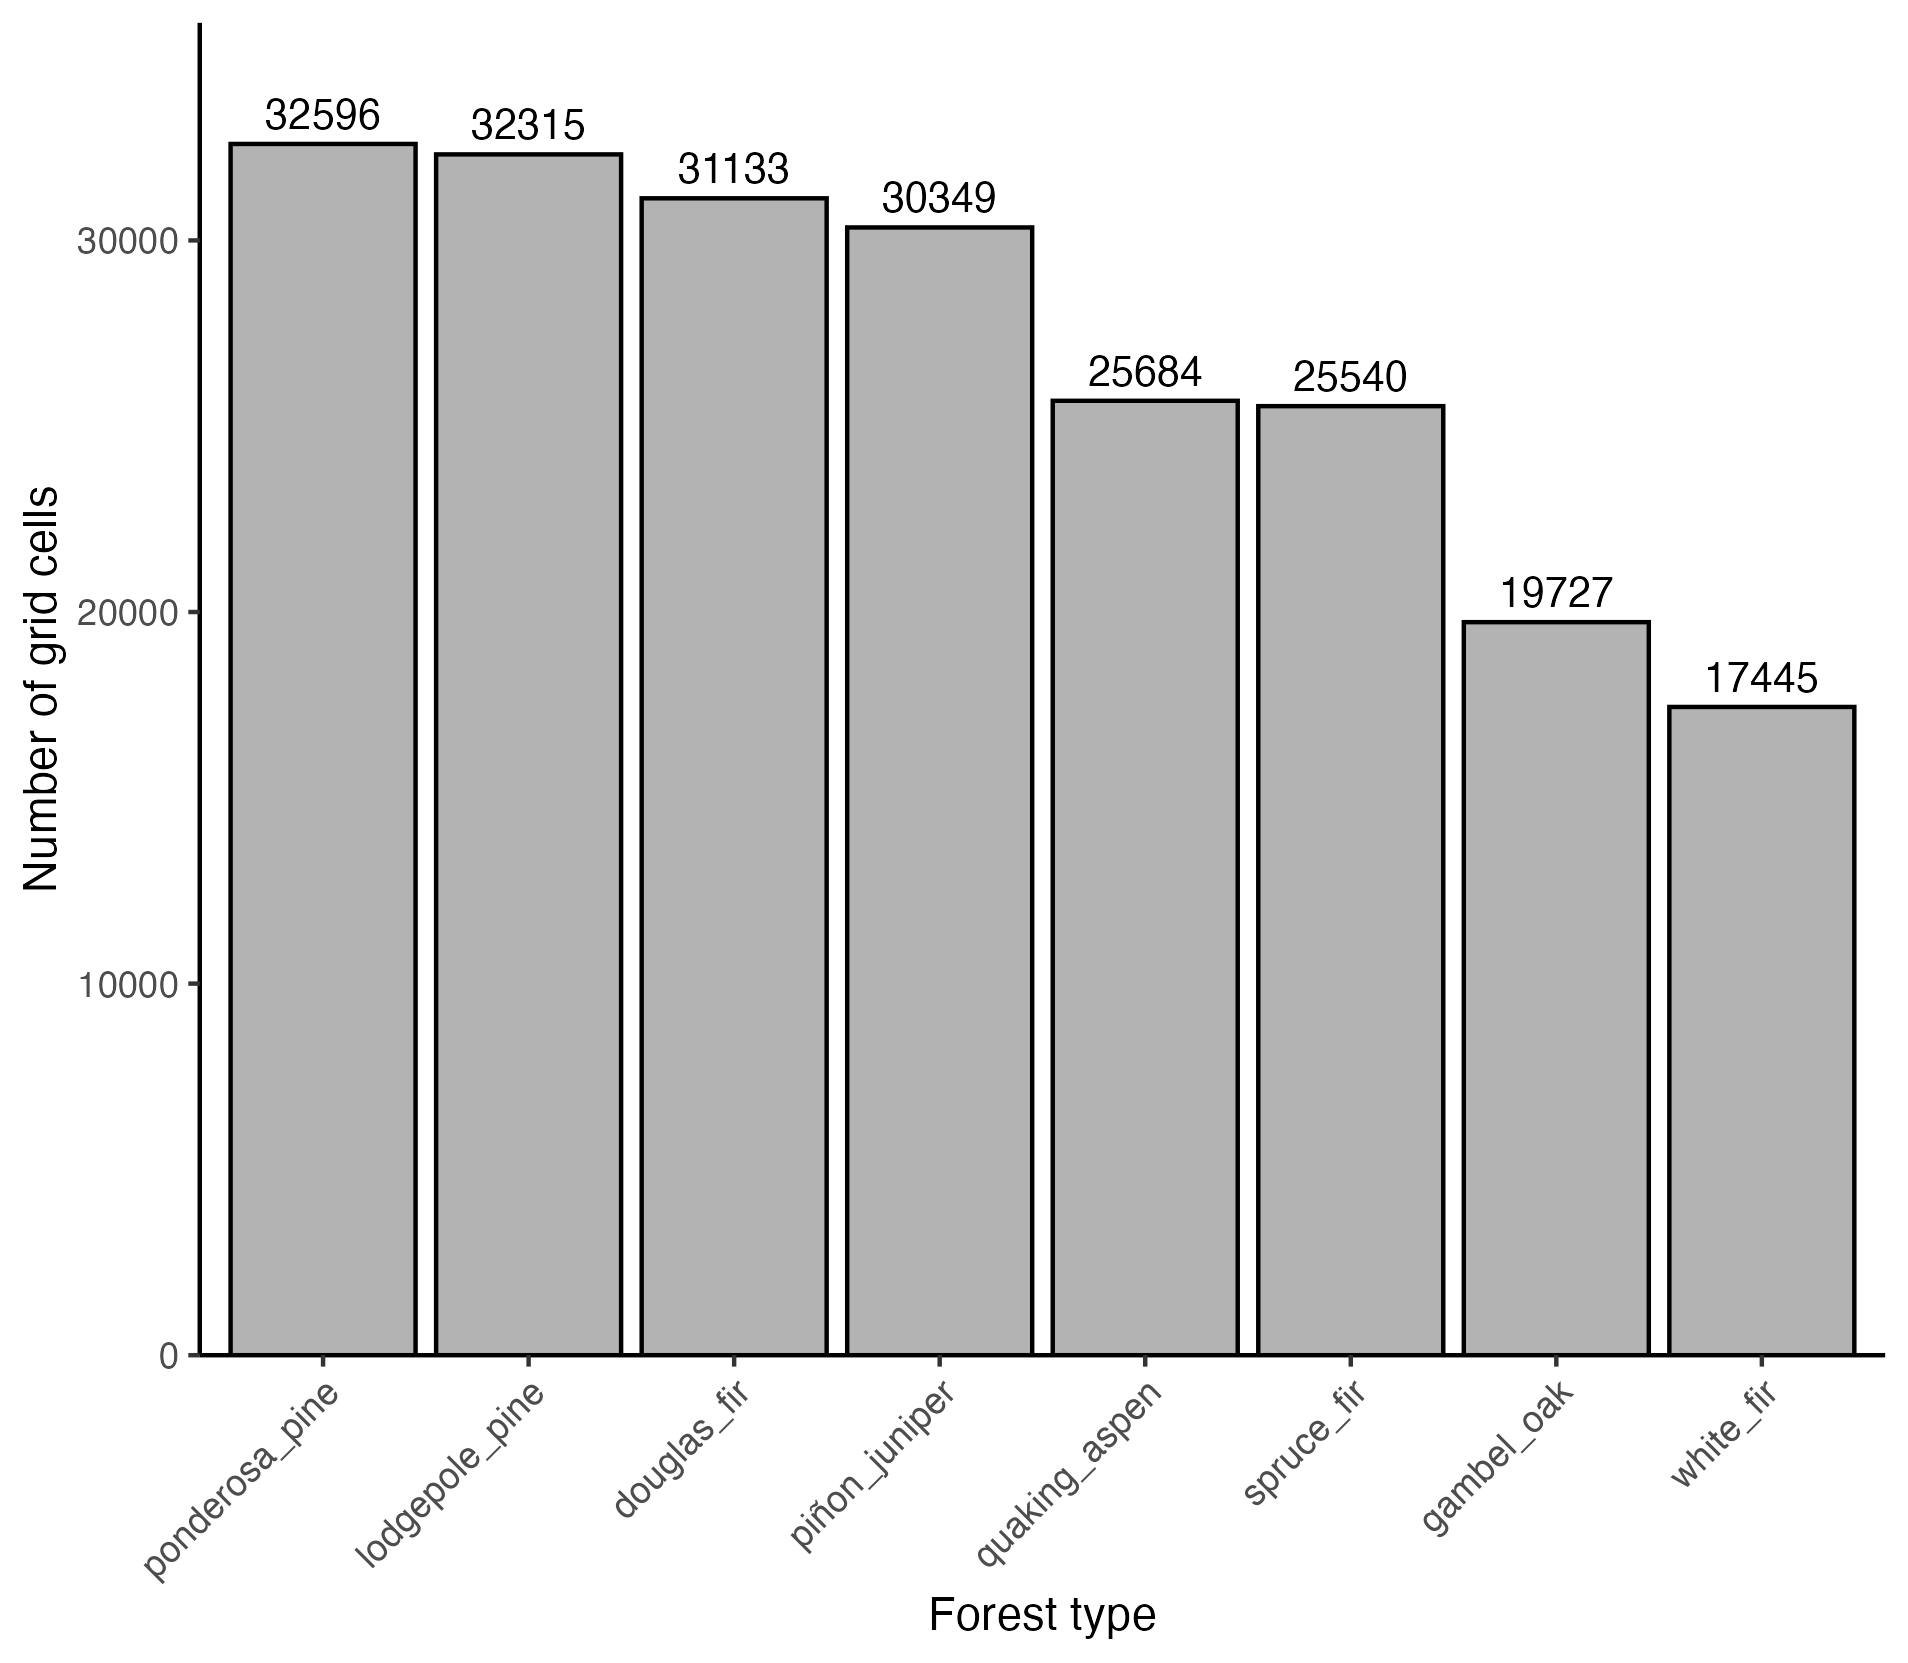 32596
32315
31133
30349
25684
25540
19727
17445
Number of grid cells
30000
20000
10000
0
ponderosa_pine
lodgepole_pine
douglas_fir
piñon_juniper
quaking_aspen
spruce_fir
gambel_oak
white_fir
Forest type